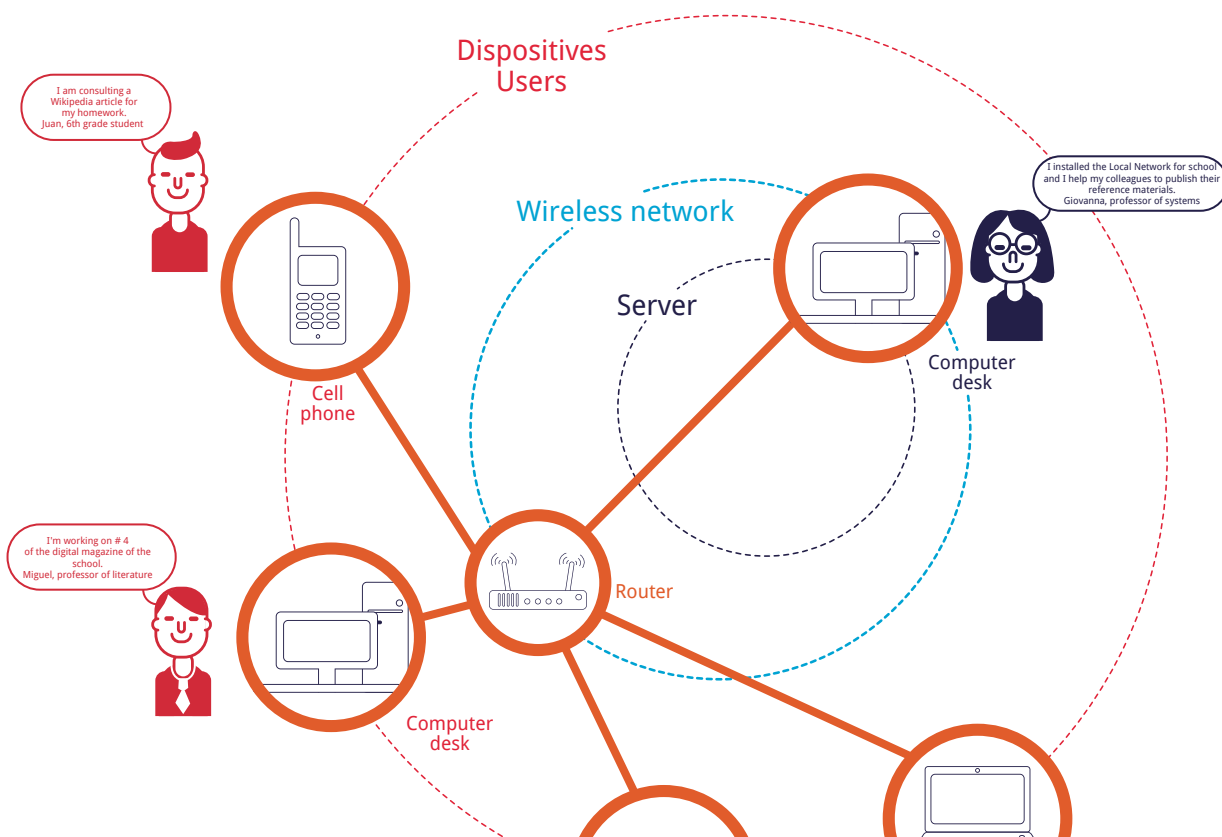 Dispositives
Users
I am consulting a
Wikipedia article for
my homework.
Juan, 6th grade student
I installed the Local Network for school
and I help my colleagues to publish their
reference materials.
Giovanna, professor of systems
Wireless network
Server
Computer
desk
Cell
phone
I'm working on # 4
of the digital magazine of the
school.
Miguel, professor of literature
Router
Computer
desk